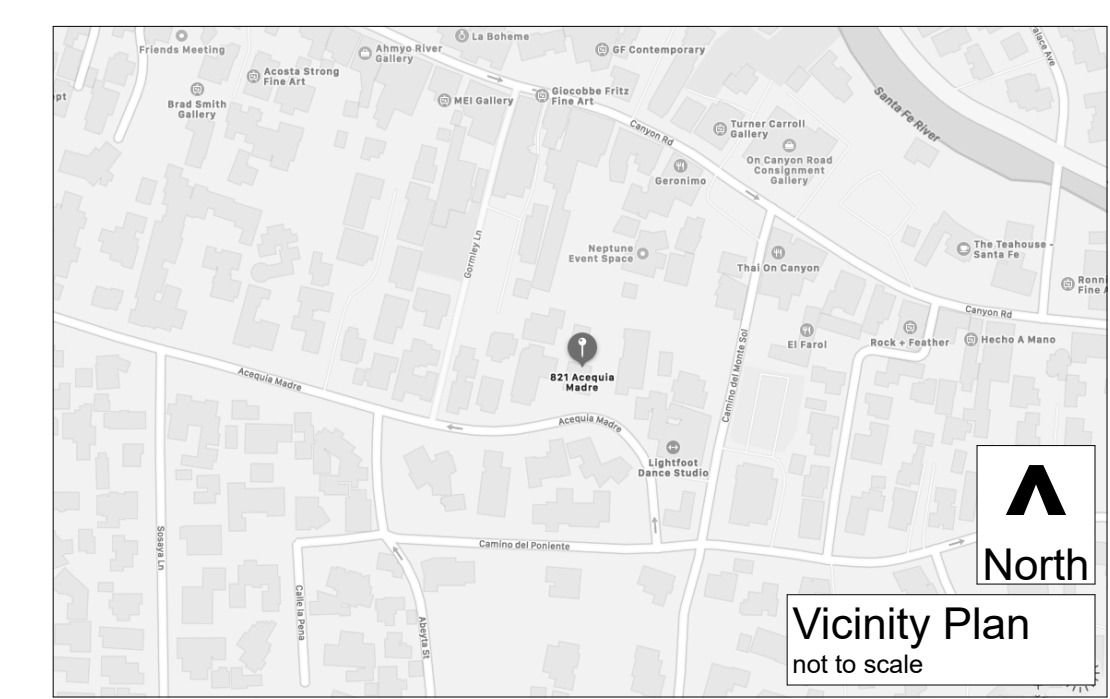 La Boheme
Friends Meeting
Ahmyo River
Gallery
GF Contemporary
Palace Ave
Acosta Strong
Fine Art
Giocobbe Fritz
Fine Art
MEI Gallery
Brad Smith
Gallery
Santa Fe River
Canyon Rd
Turner Carroll
Gallery
On Canyon Road
Consignment
Gallery
Geronimo
Gormley Ln
Neptune
Event Space
The Teahouse -
Santa Fe
Thai On Canyon
Ronni
Fine A
Canyon Rd
El Farol
Rock + Feather
Hecho A Mano
Camino del Monte Sol
821 Acequia
Madre
Acequia Madre
Acequia Madre
Lightfoot
Dance Studio
Sosaya Ln
Camino del Poniente
Calle la Pena
Abeyta St
North
Vicinity Plan
not to scale